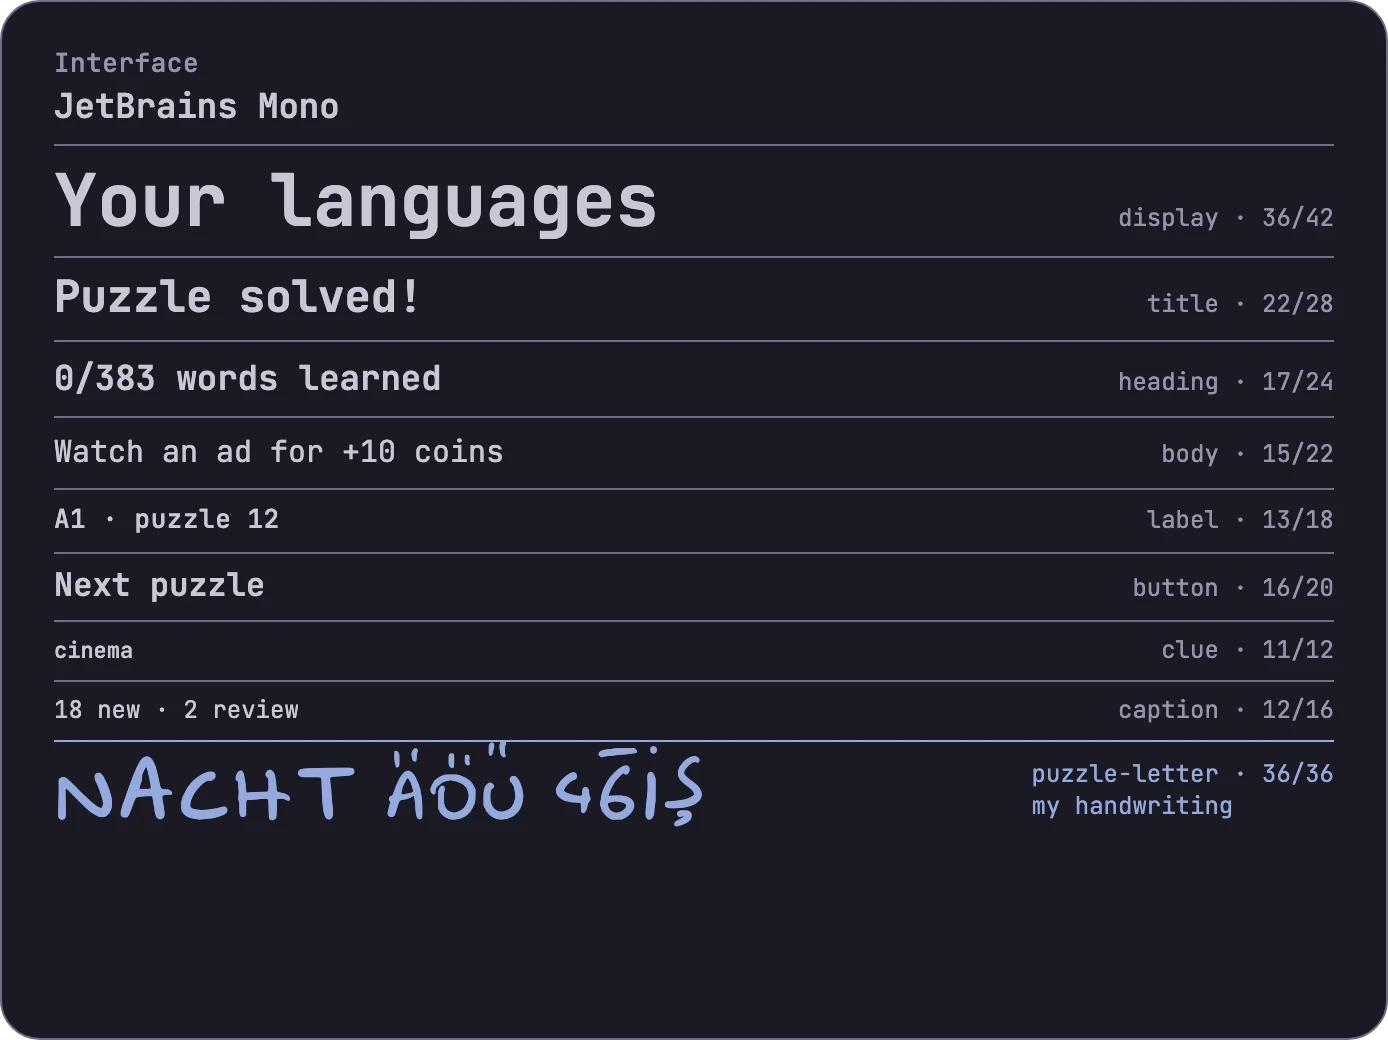 Interface
JetBrains Mono
Your languages display · 36/42
Puzzle solved! title · 22/28
0/383 words learned heading · 17/24
Watch an ad for +10 coins body · 15/22
A1 · puzzle 12 label · 13/18
Next puzzle button · 16/20
cinema clue · 11/12
18 new · 2 review caption · 12/16
NACHT ÄÖÜ ÇĞİŞ puzzle-letter · 36/36
my handwriting